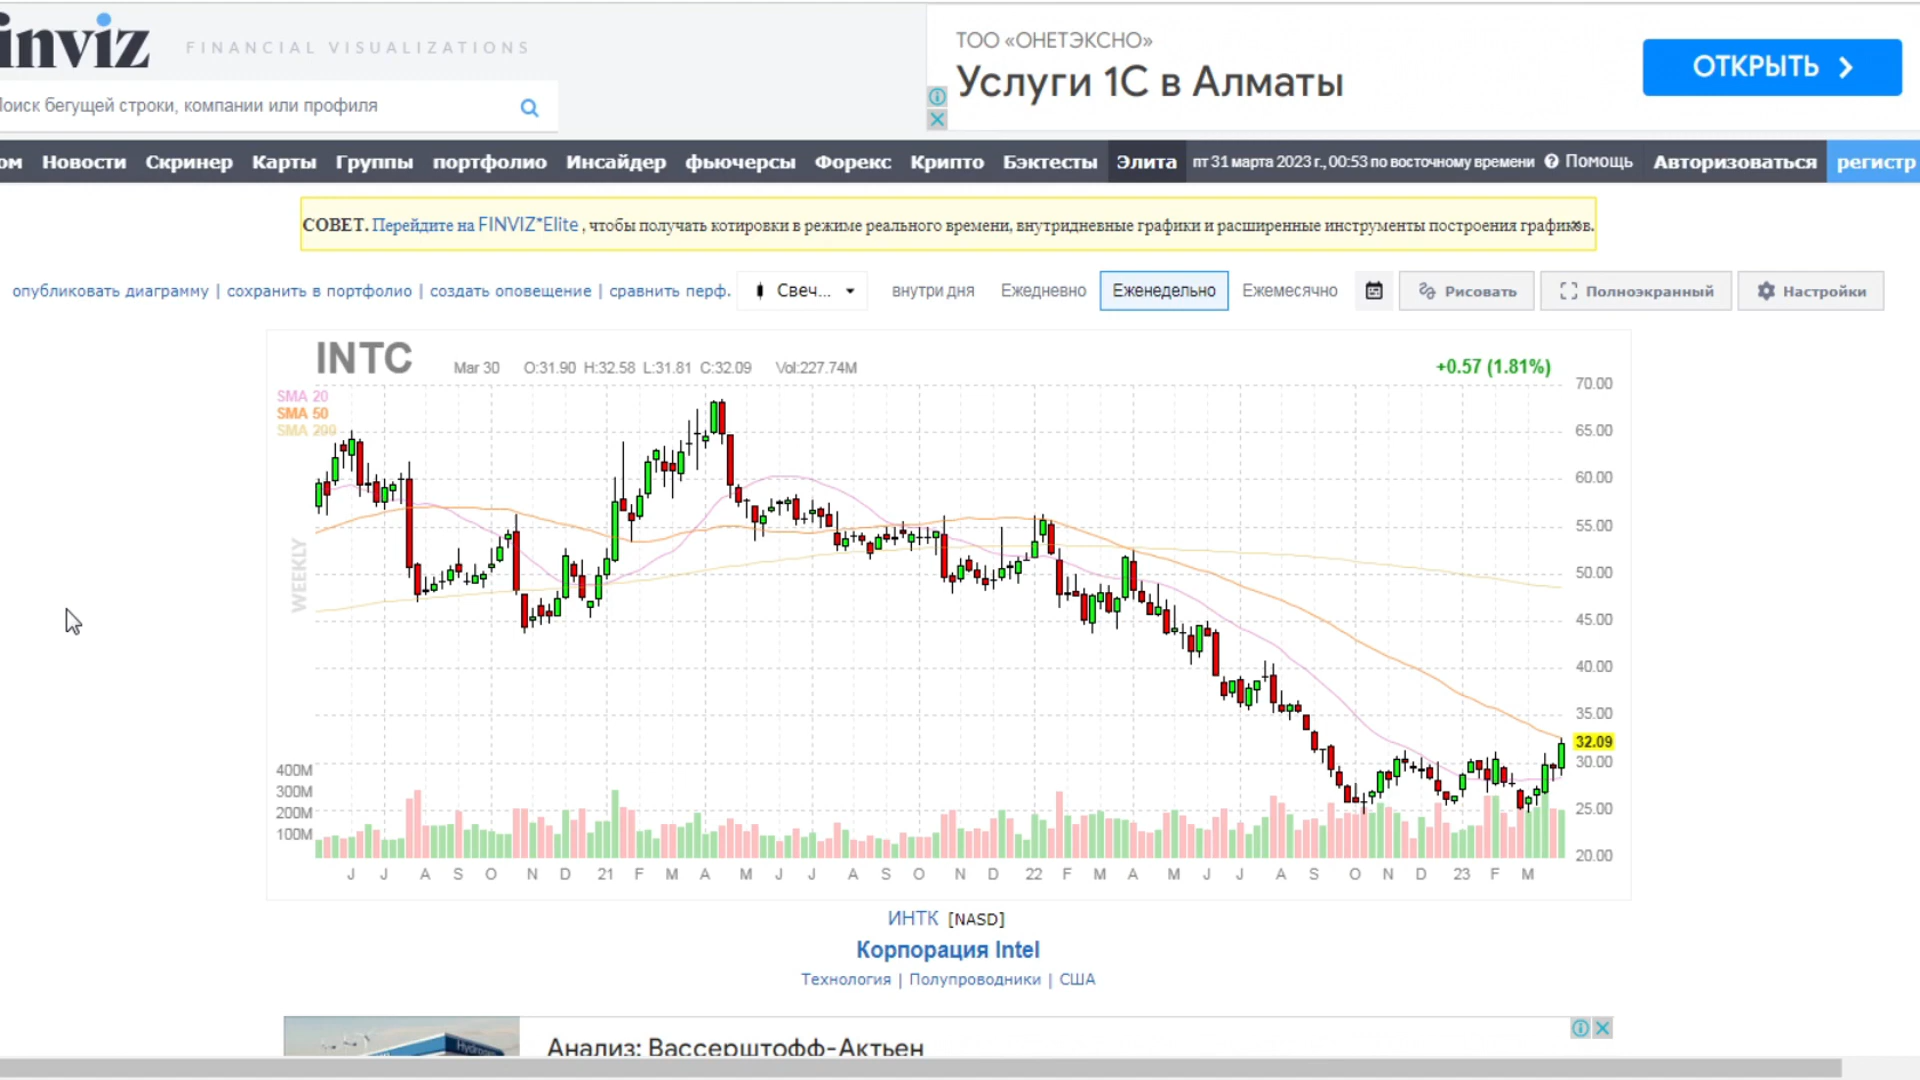 inviz
FINANCIAL VISUALIZATIONS
ТОО «ОНЕТЭКСНО»
Услуги 1С в Алматы
ОТКРЫТЬ
Поиск бегущей строки, компании или профиля
ом Новости Скринер Карты Группы портфолио Инсайдер фьючерсы Форекс Крипто Бэктесты Элита пт 31 марта 2023 г., 00:53 по восточному времени Помощь Авторизоваться регистр
СОВЕТ. Перейдите на FINVIZ*Elite , чтобы получать котировки в режиме реального времени, внутридневные графики и расширенные инструменты построения графиков.
опубликовать диаграмму | сохранить в портфолио | создать оповещение | сравнить перф. Свеч... внутри дня Ежедневно Еженедельно Ежемесячно Рисовать Полноэкранный Настройки
INTC Mar 30 O:31.90 H:32.58 L:31.81 C:32.09 Vol:227.74M +0.57 (1.81%)
SMA 20
SMA 50
SMA 200
WEEKLY
70.00
65.00
60.00
55.00
50.00
45.00
40.00
35.00
32.09
30.00
25.00
20.00
400M
300M
200M
100M
J J A S O N D 21 F M A M J J A S O N D 22 F M A M J J A S O N D 23 F M
ИНТК [NASD]
Корпорация Intel
Технология | Полупроводники | США
Анализ: Вассерштофф-Актьен